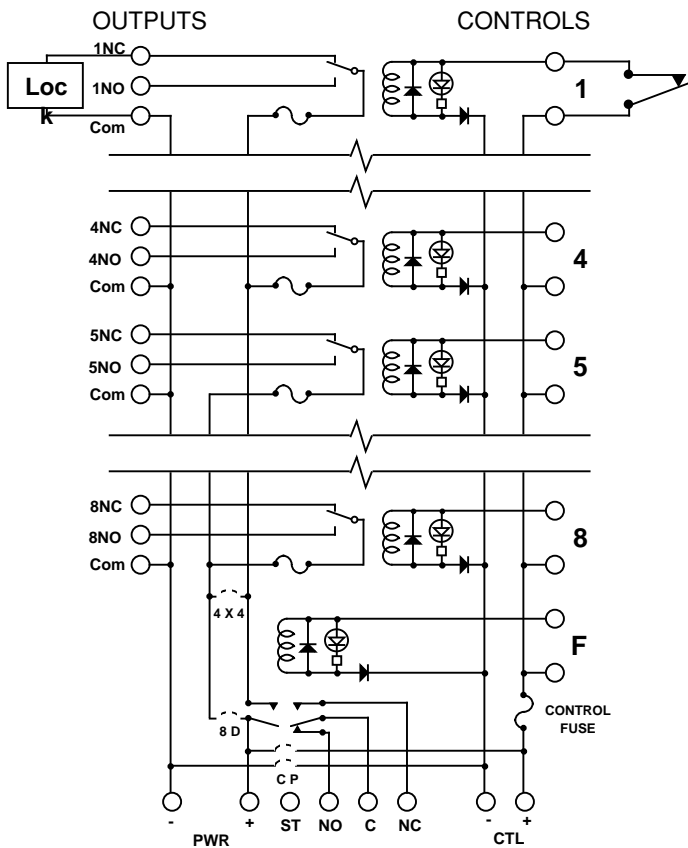 OUTPUTS CONTROLS
1NC
Loc
k
1NO
1
Com
4NC
4NO
4
Com
5NC
5NO
5
Com
8NC
8NO
8
Com
4 X 4
F
CONTROL
FUSE
8 D
C P
- + ST NO C NC - +
PWR CTL